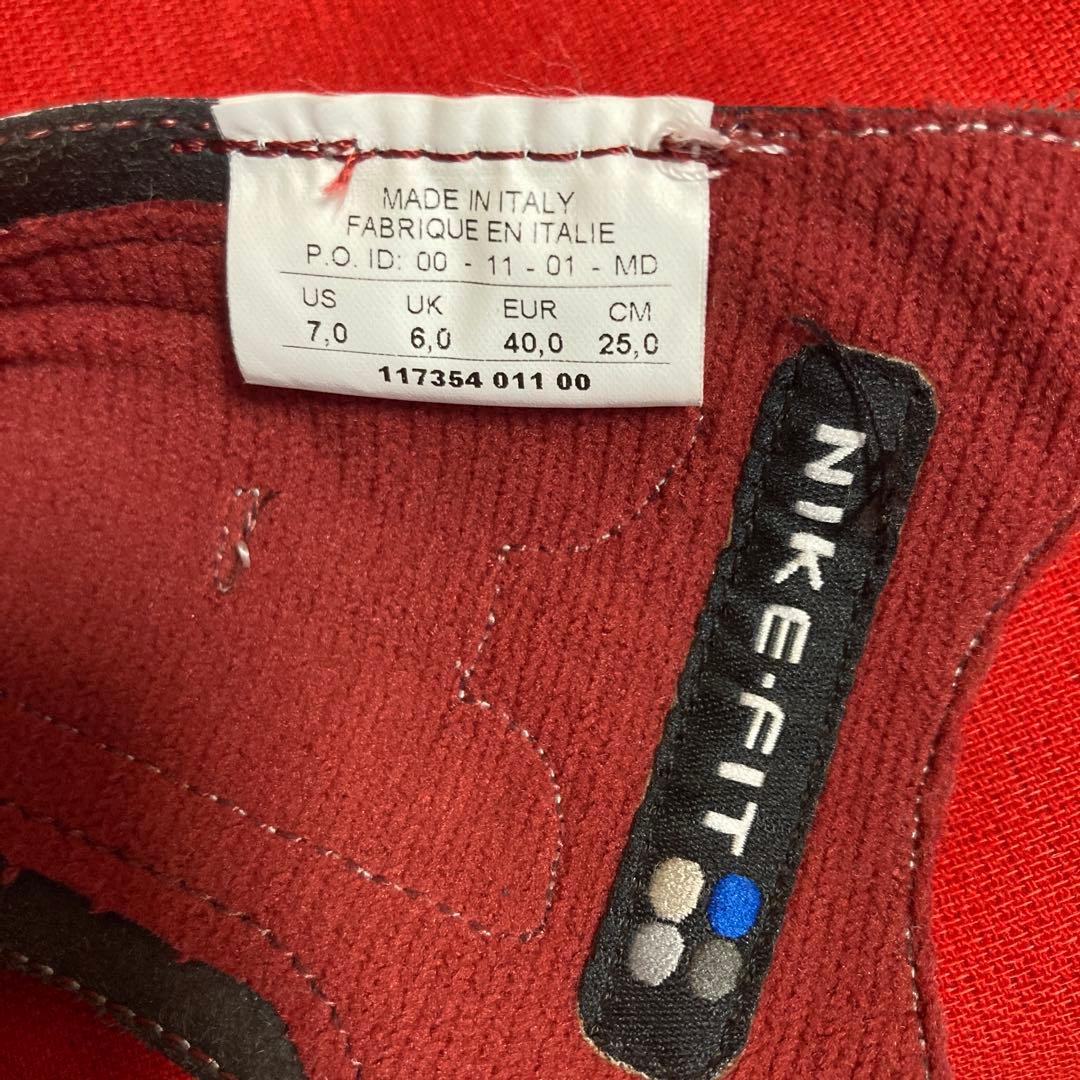 MADE IN ITALY
FABRIQUE EN ITALIE
P.O. ID: 00 - 11 - 01 - MD
US UK EUR CM
7,0 6,0 40,0 25,0
117354 011 00
NIKE·FIT